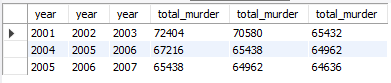 year year year total_murder total_murder total_murder
2001 2002 2003 72404 70580 65432
2004 2005 2006 67216 65438 64962
2005 2006 2007 65438 64962 64636